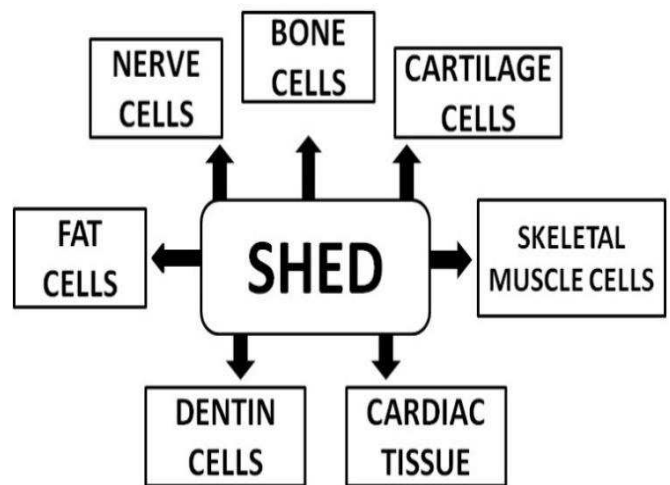 BONE
CELLS
NERVE
CELLS
CARTILAGE
CELLS
FAT
CELLS
SHED
SKELETAL
MUSCLE CELLS
DENTIN
CELLS
CARDIAC
TISSUE